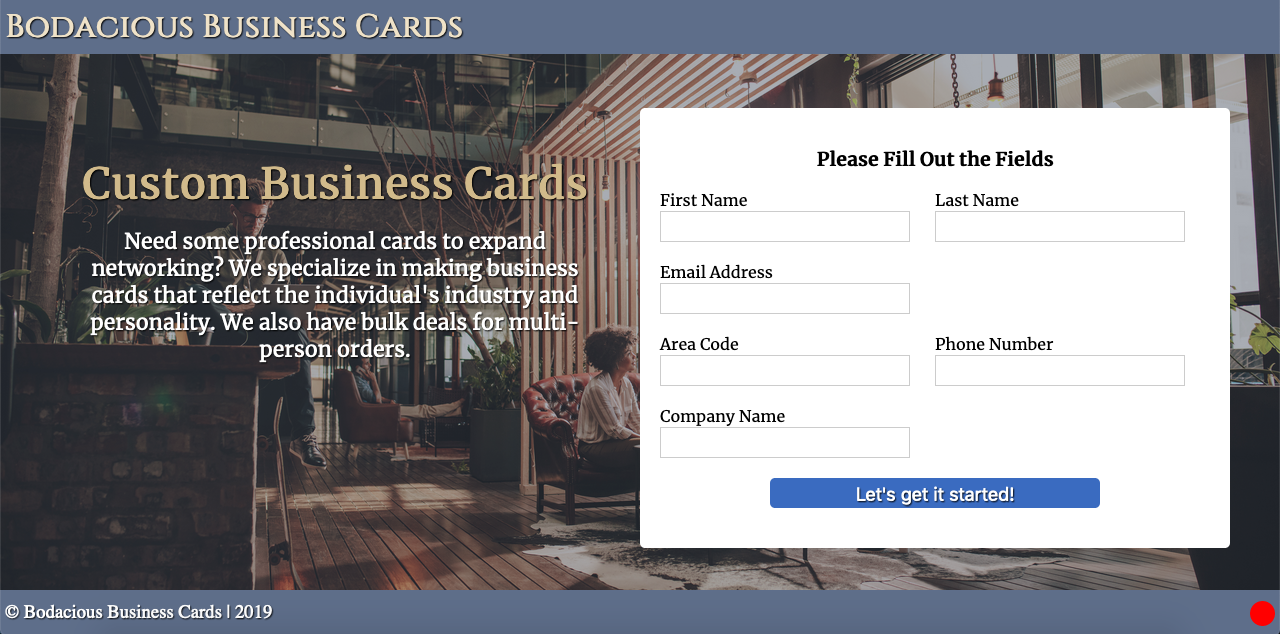 Bodacious Business Cards
Custom Business Cards
Need some professional cards to expand
networking? We specialize in making business
cards that reflect the individual's industry and
personality. We also have bulk deals for multi-
person orders.
Please Fill Out the Fields
First Name
Last Name
Email Address
Area Code
Phone Number
Company Name
Let's get it started!
© Bodacious Business Cards | 2019